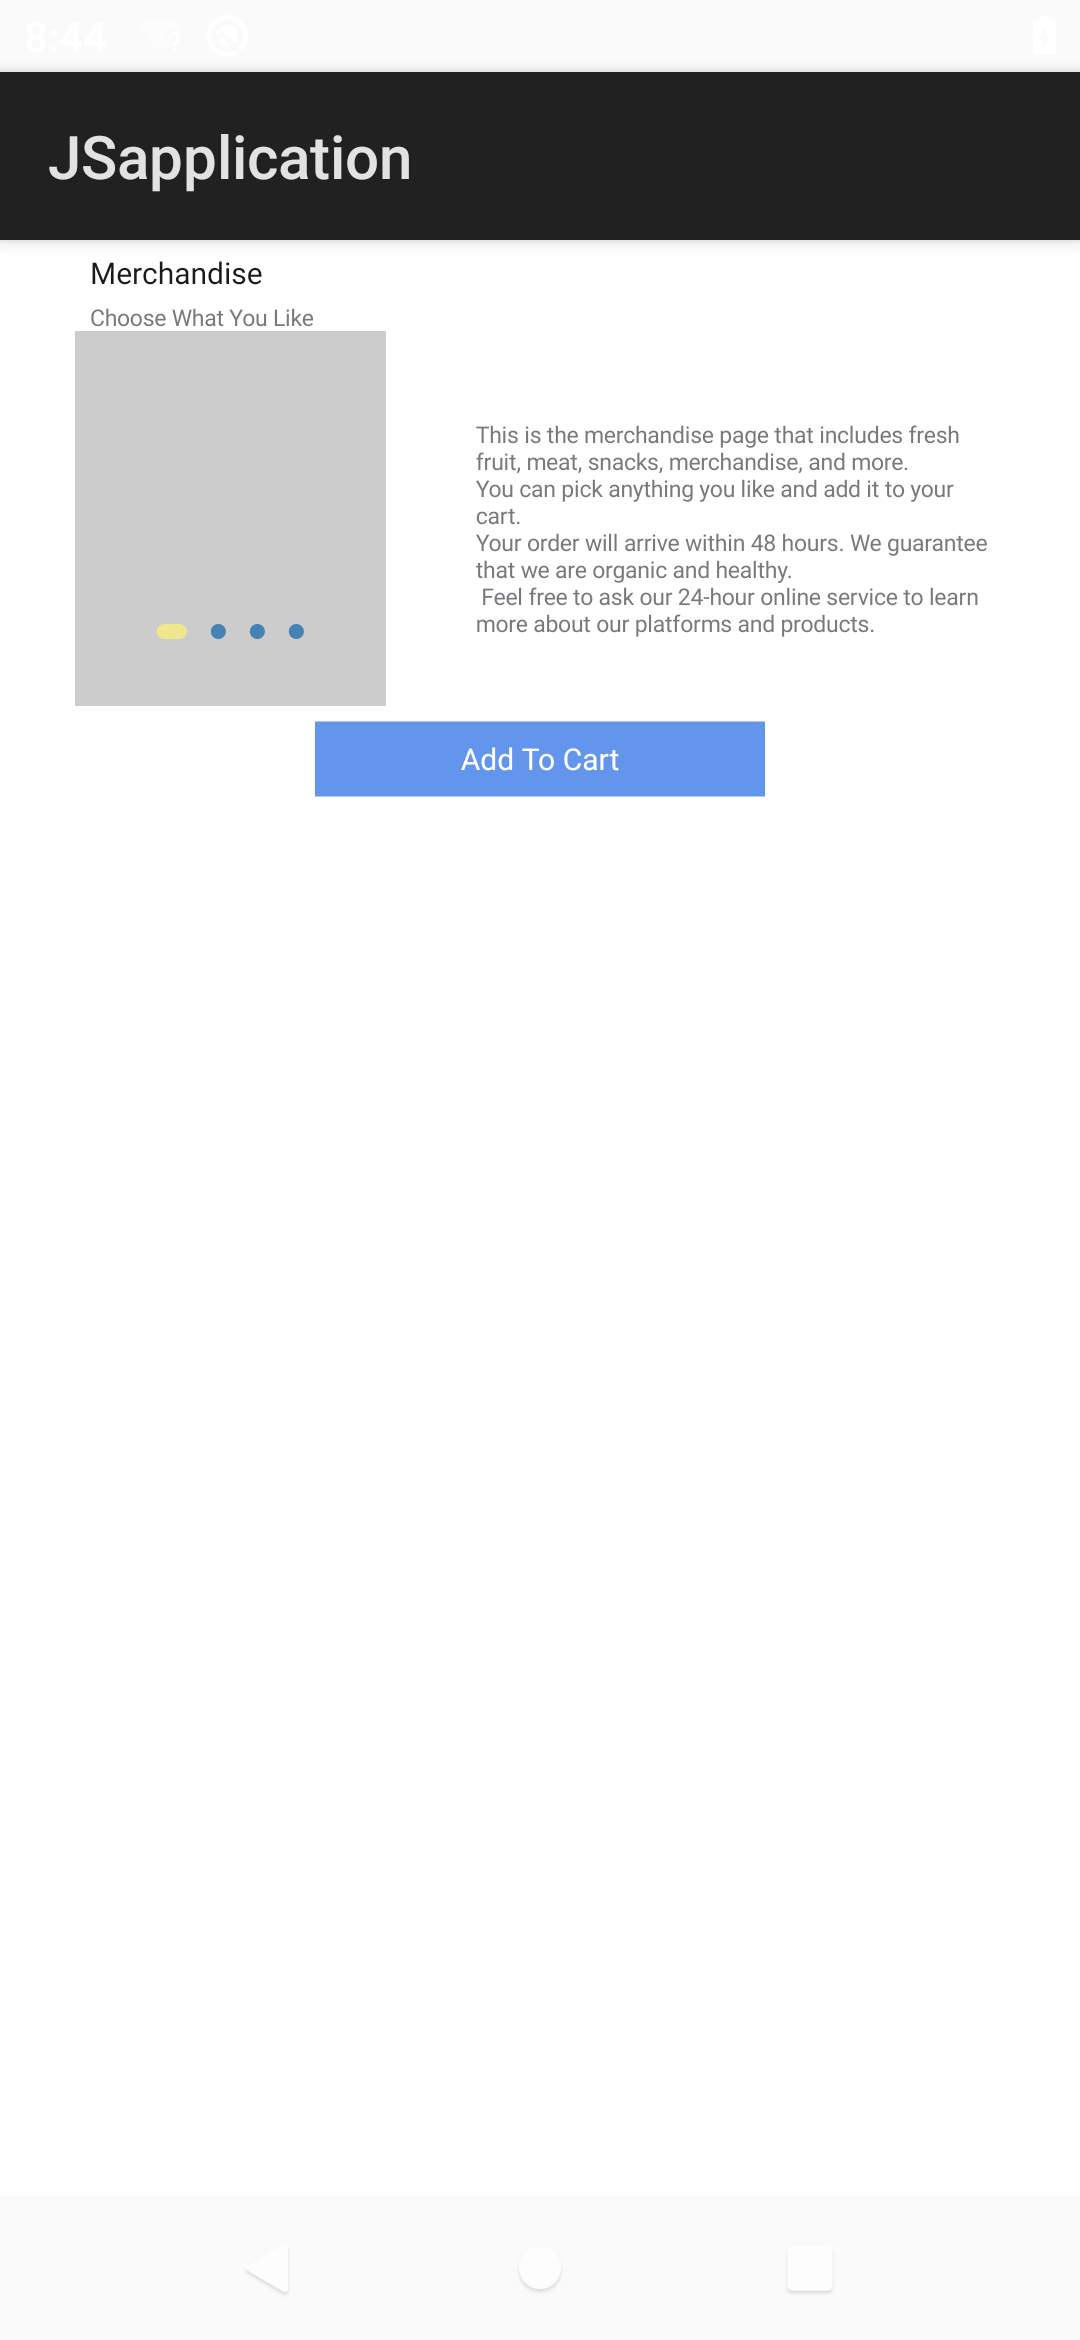 8:44
JSapplication
Merchandise
Choose What You Like
This is the merchandise page that includes fresh
fruit, meat, snacks, merchandise, and more.
You can pick anything you like and add it to your
cart.
Your order will arrive within 48 hours. We guarantee
that we are organic and healthy.
Feel free to ask our 24-hour online service to learn
more about our platforms and products.
Add To Cart